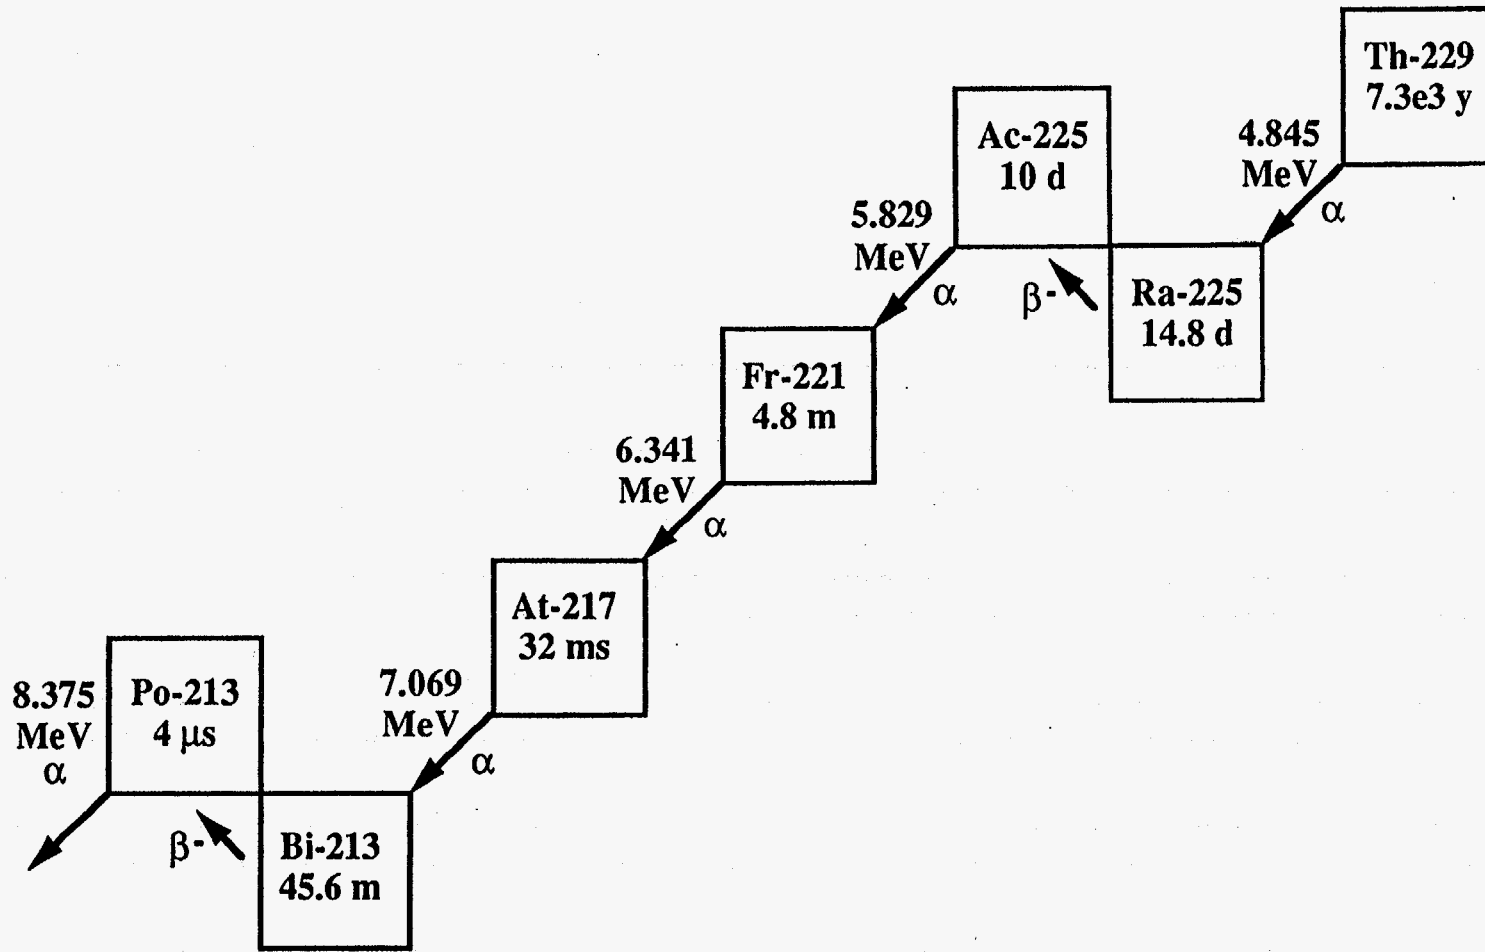 Th-229
7.3e3 y
4.845
MeV
α
Ac-225
10 d
Ra-225
14.8 d
β-
5.829
MeV
α
Fr-221
4.8 m
6.341
MeV
α
At-217
32 ms
7.069
MeV
α
Po-213
4 μs
Bi-213
45.6 m
β-
8.375
MeV
α